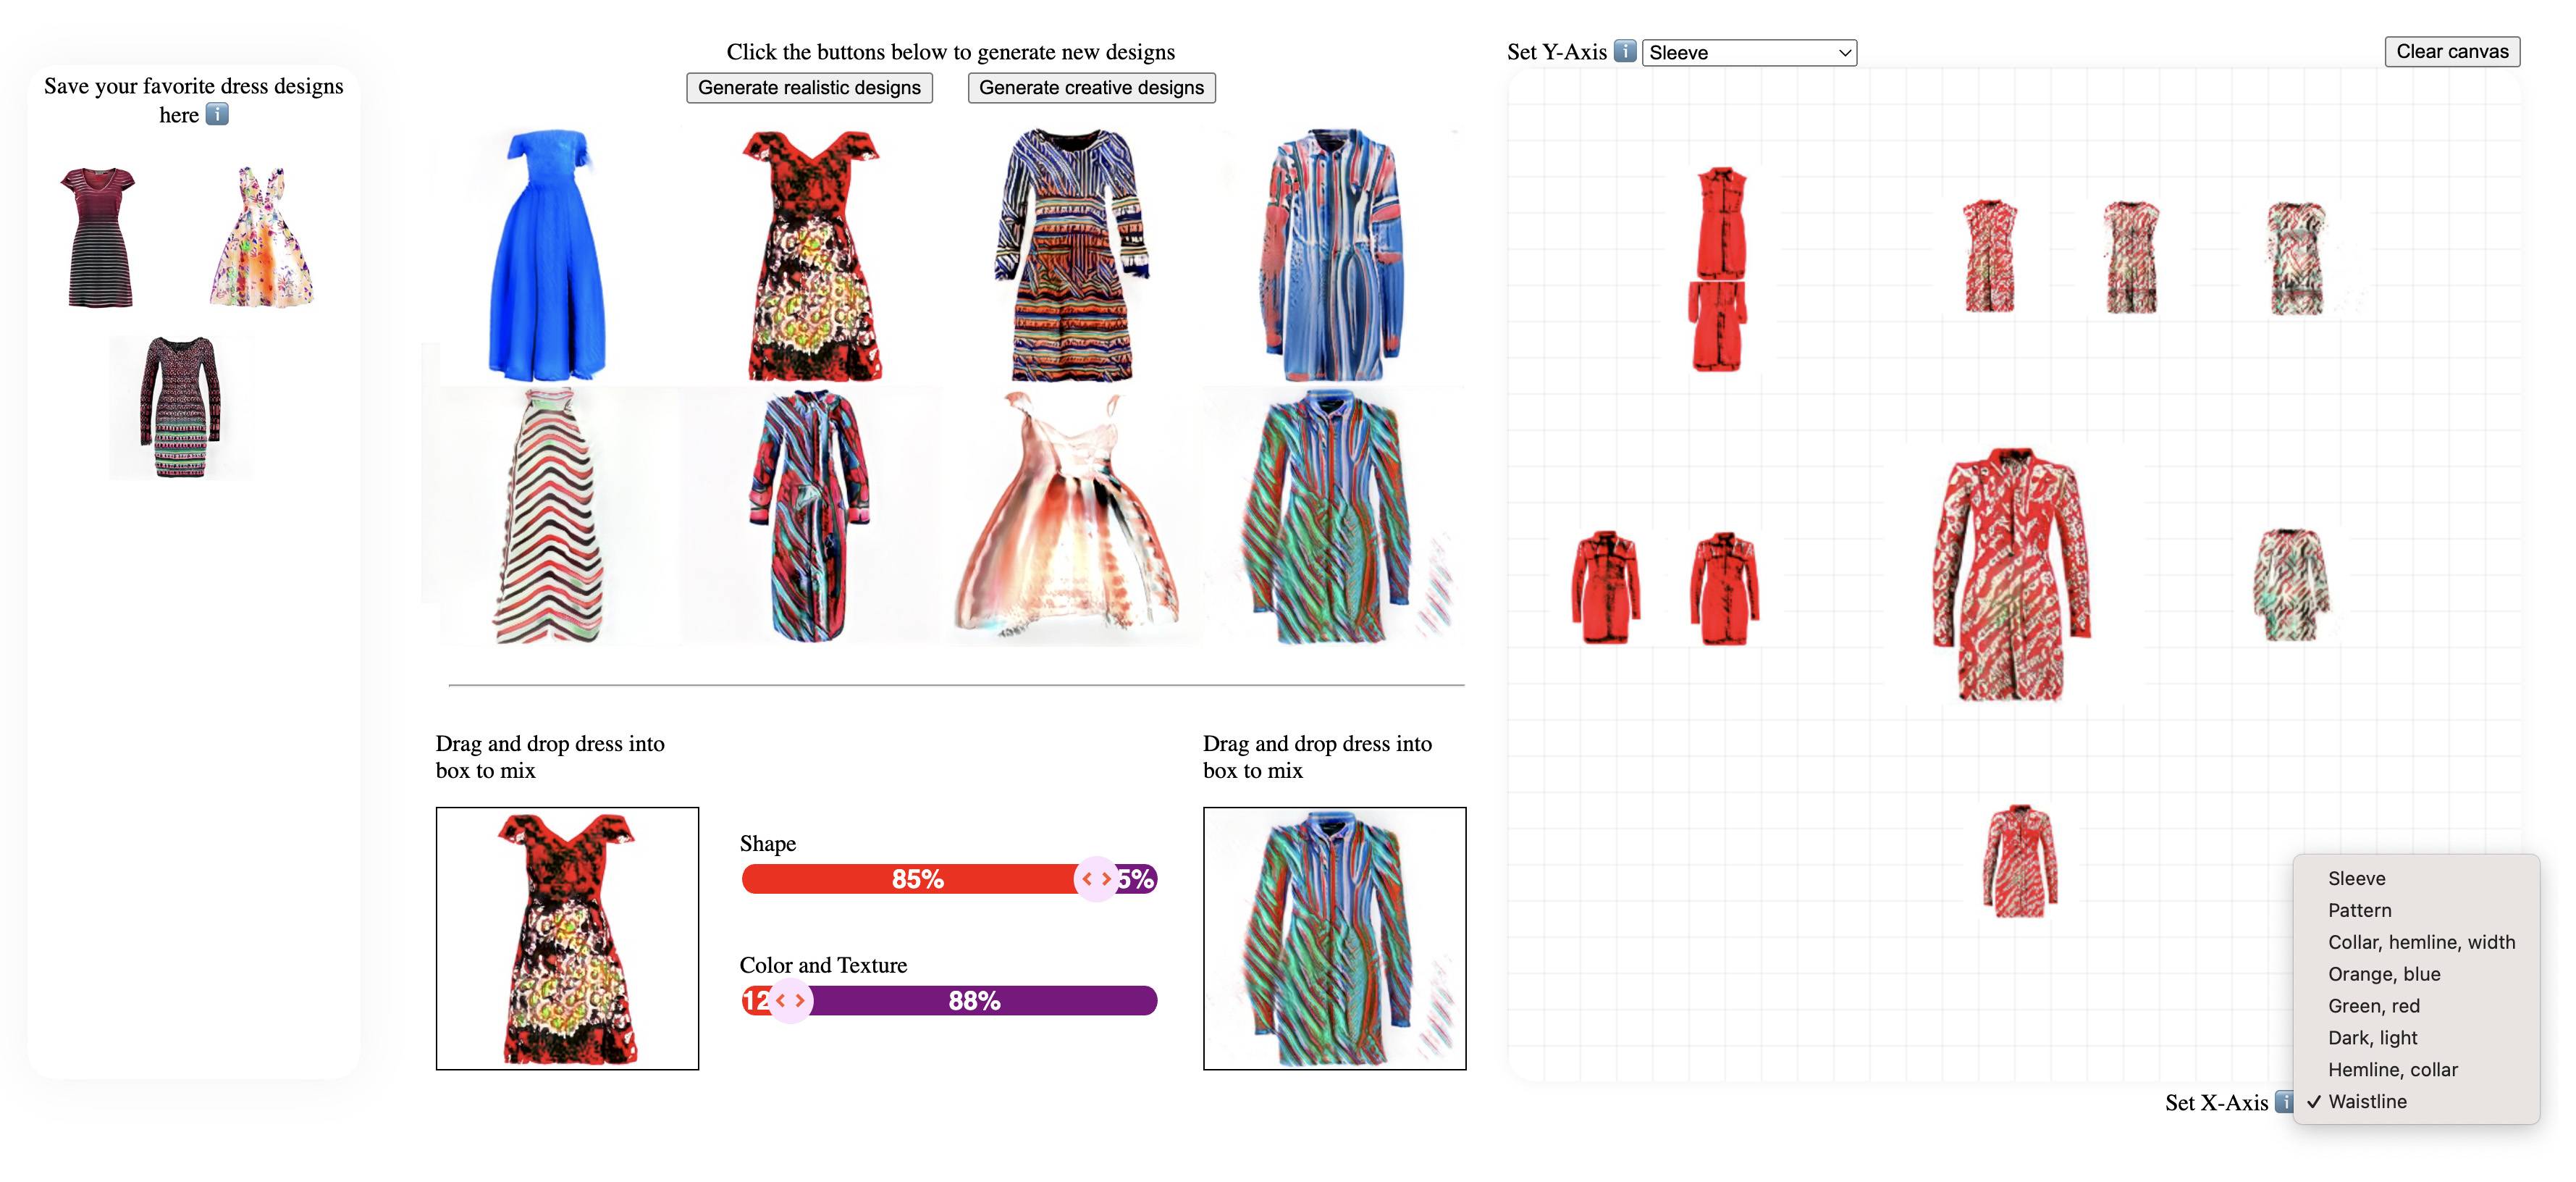 Save your favorite dress designs
here
Click the buttons below to generate new designs
Generate realistic designs
Generate creative designs
Drag and drop dress into
box to mix
Shape
85%
5%
Color and Texture
12
88%
Drag and drop dress into
box to mix
Set Y-Axis
Sleeve
Clear canvas
Sleeve
Pattern
Collar, hemline, width
Orange, blue
Green, red
Dark, light
Hemline, collar
Set X-Axis
✓ Waistline